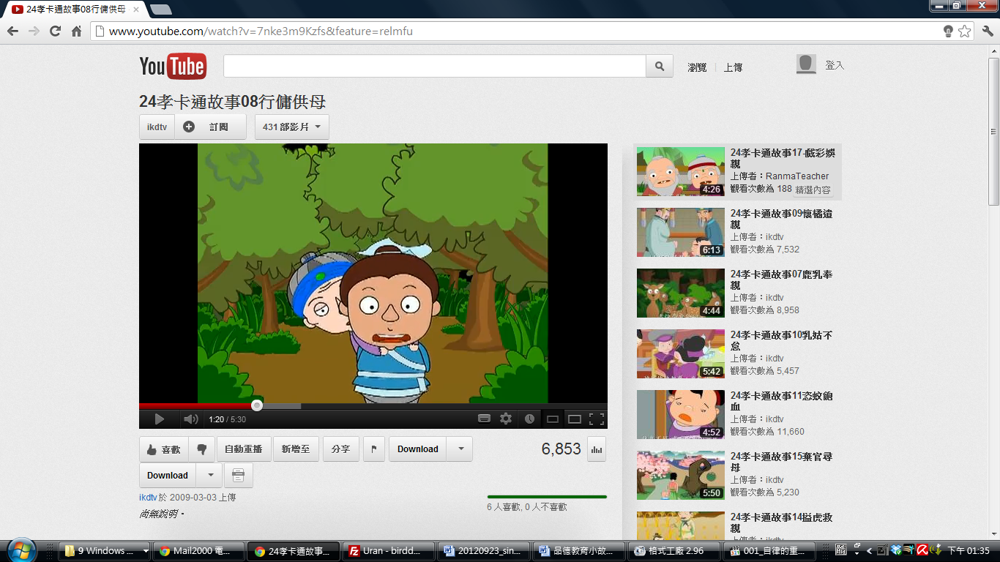 24孝卡通故事08行傭供母
www.youtube.com/watch?v=7nke3m9Kzfs&feature=relmfu
YouTube
瀏覽
上傳
登入
24孝卡通故事08行傭供母
ikdtv
訂閱
431 部影片
1:20 / 5:30
喜歡
自動重播
新增至
分享
Download
6,853
Download
ikdtv 於 2009-03-03 上傳
6 人喜歡, 0 人不喜歡
尚無說明。
4:26
24孝卡通故事17-戲彩娛
親
上傳者：RanmaTeacher
觀看次數為 188
精選內容
6:13
24孝卡通故事09懷橘遺
親
上傳者：ikdtv
觀看次數為 7,532
4:44
24孝卡通故事07鹿乳奉
親
上傳者：ikdtv
觀看次數為 8,958
5:42
24孝卡通故事10乳姑不
怠
上傳者：ikdtv
觀看次數為 5,457
4:52
24孝卡通故事11恣蚊飽
血
上傳者：ikdtv
觀看次數為 11,660
5:50
24孝卡通故事15棄官尋
母
上傳者：ikdtv
觀看次數為 5,230
24孝卡通故事14搤虎救
親
上傳者：ikdtv
9 Windows ...
Mail2000 電...
24孝卡通故事...
Uran - birdd...
20120923_sin...
品德教育小故...
格式工廠 2.96
001_自律的重...
下午 01:35